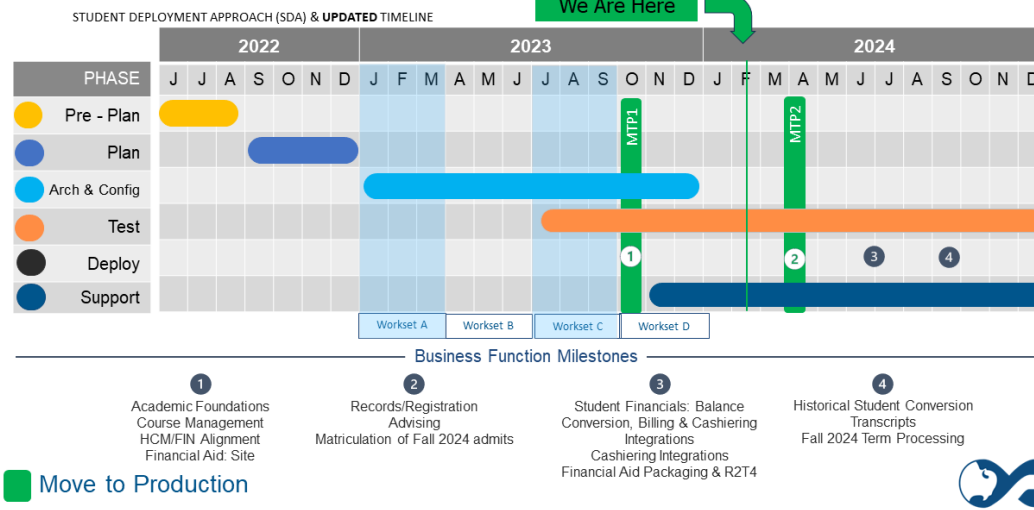 We Are Here
STUDENT DEPLOYMENT APPROACH (SDA) & UPDATED TIMELINE
2022 2023 2024
PHASE J J A S O N D J F M A M J J A S O N D J F M A M J J A S O N D
Pre - Plan
Plan
Arch & Config
Test
Deploy
Support
MTP1
MTP2
1 2 3 4
Workset A Workset B Workset C Workset D
Business Function Milestones
1
Academic Foundations
Course Management
HCM/FIN Alignment
Financial Aid: Site
2
Records/Registration
Advising
Matriculation of Fall 2024 admits
3
Student Financials: Balance
Conversion, Billing & Cashiering
Integrations
Cashiering Integrations
Financial Aid Packaging & R2T4
4
Historical Student Conversion
Transcripts
Fall 2024 Term Processing
Move to Production